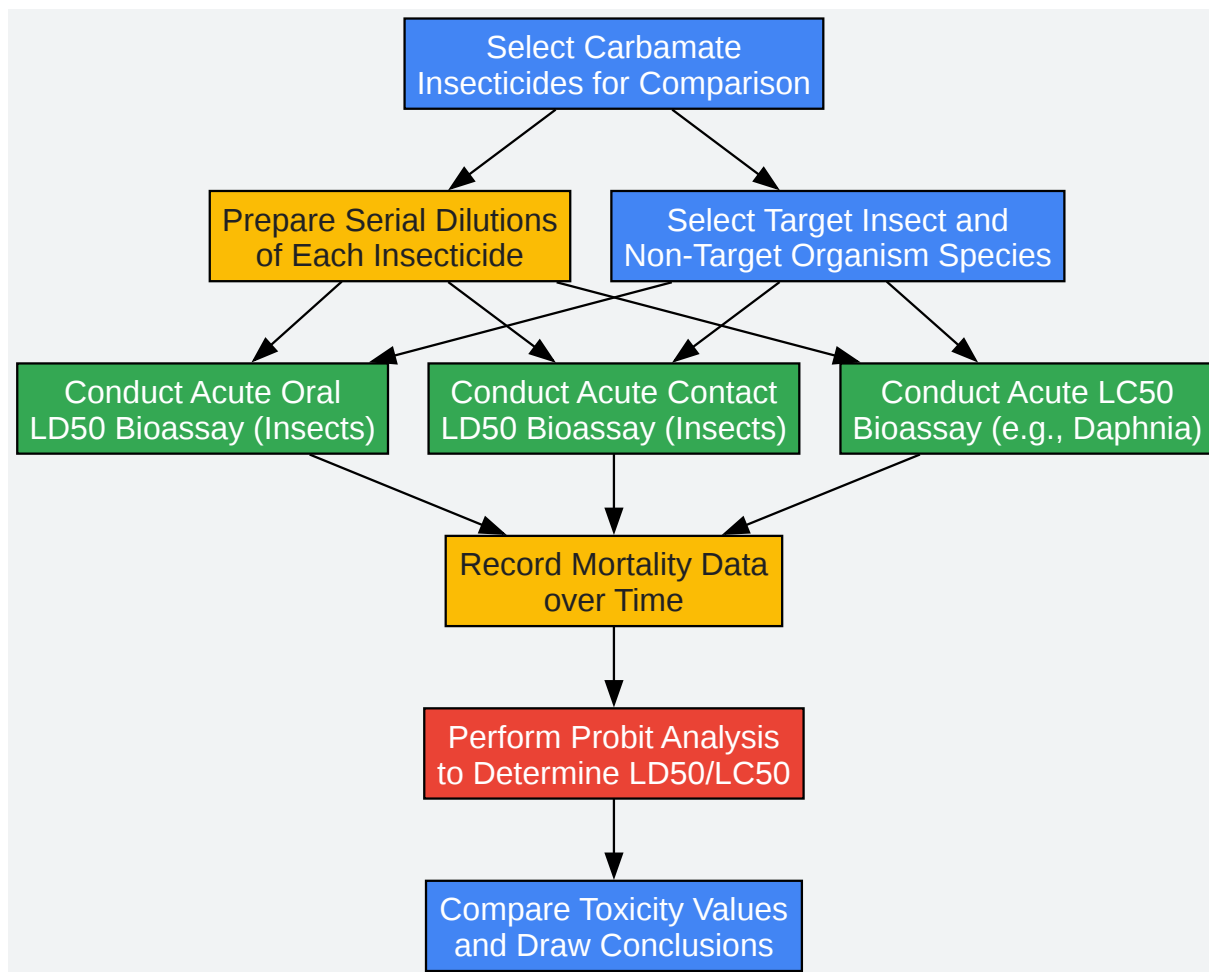 Select Carbamate
Insecticides for Comparison
Prepare Serial Dilutions
of Each Insecticide
Select Target Insect and
Non-Target Organism Species
Conduct Acute Oral
LD50 Bioassay (Insects)
Conduct Acute Contact
LD50 Bioassay (Insects)
Conduct Acute LC50
Bioassay (e.g., Daphnia)
Record Mortality Data
over Time
Perform Probit Analysis
to Determine LD50/LC50
Compare Toxicity Values
and Draw Conclusions